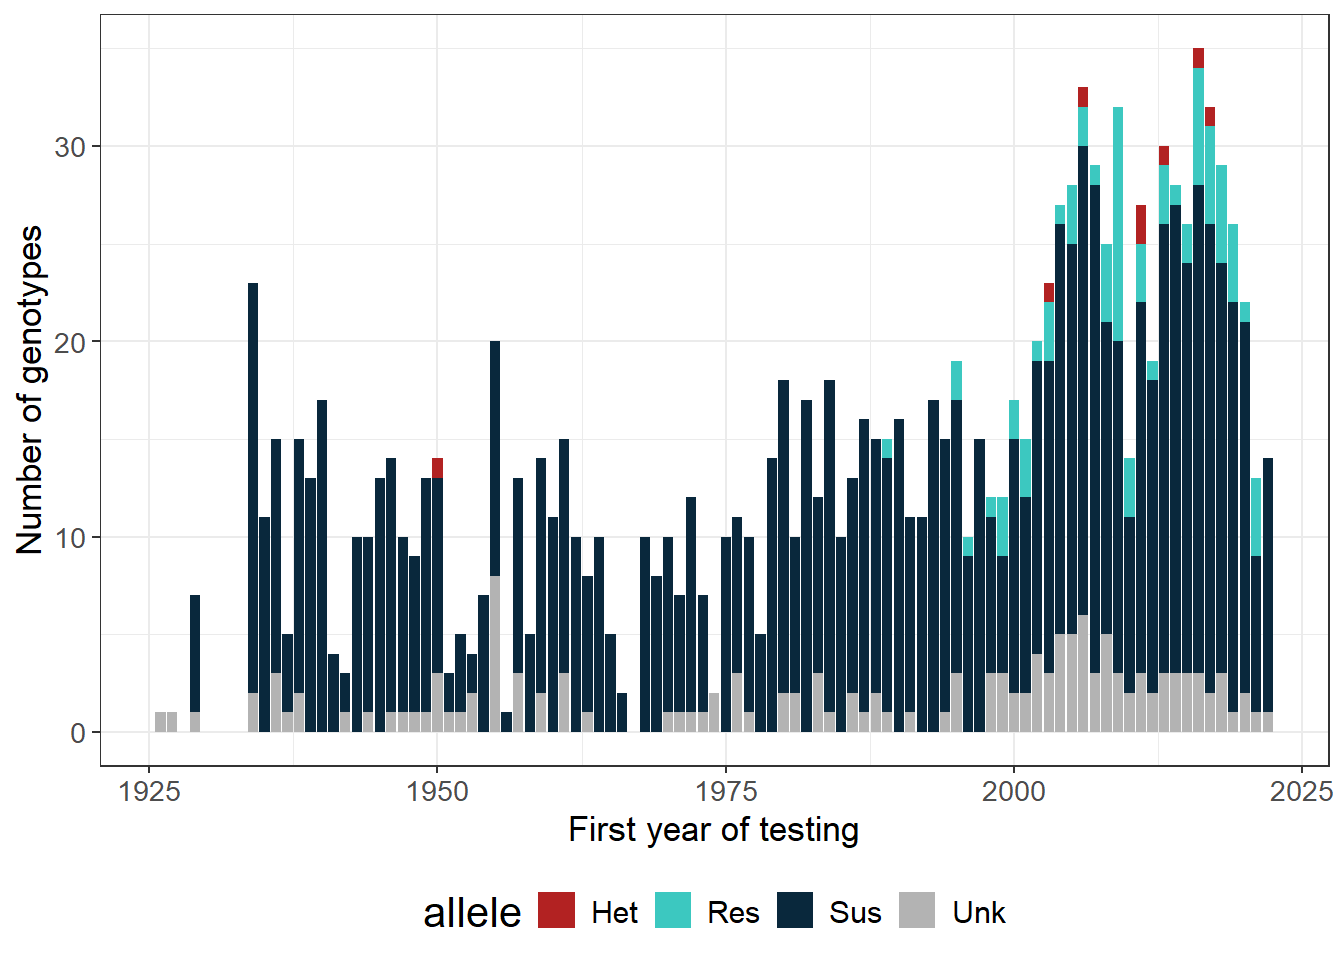 Number of genotypes
30
20
10
0
1925 1950 1975 2000 2025
First year of testing
allele Het Res Sus Unk